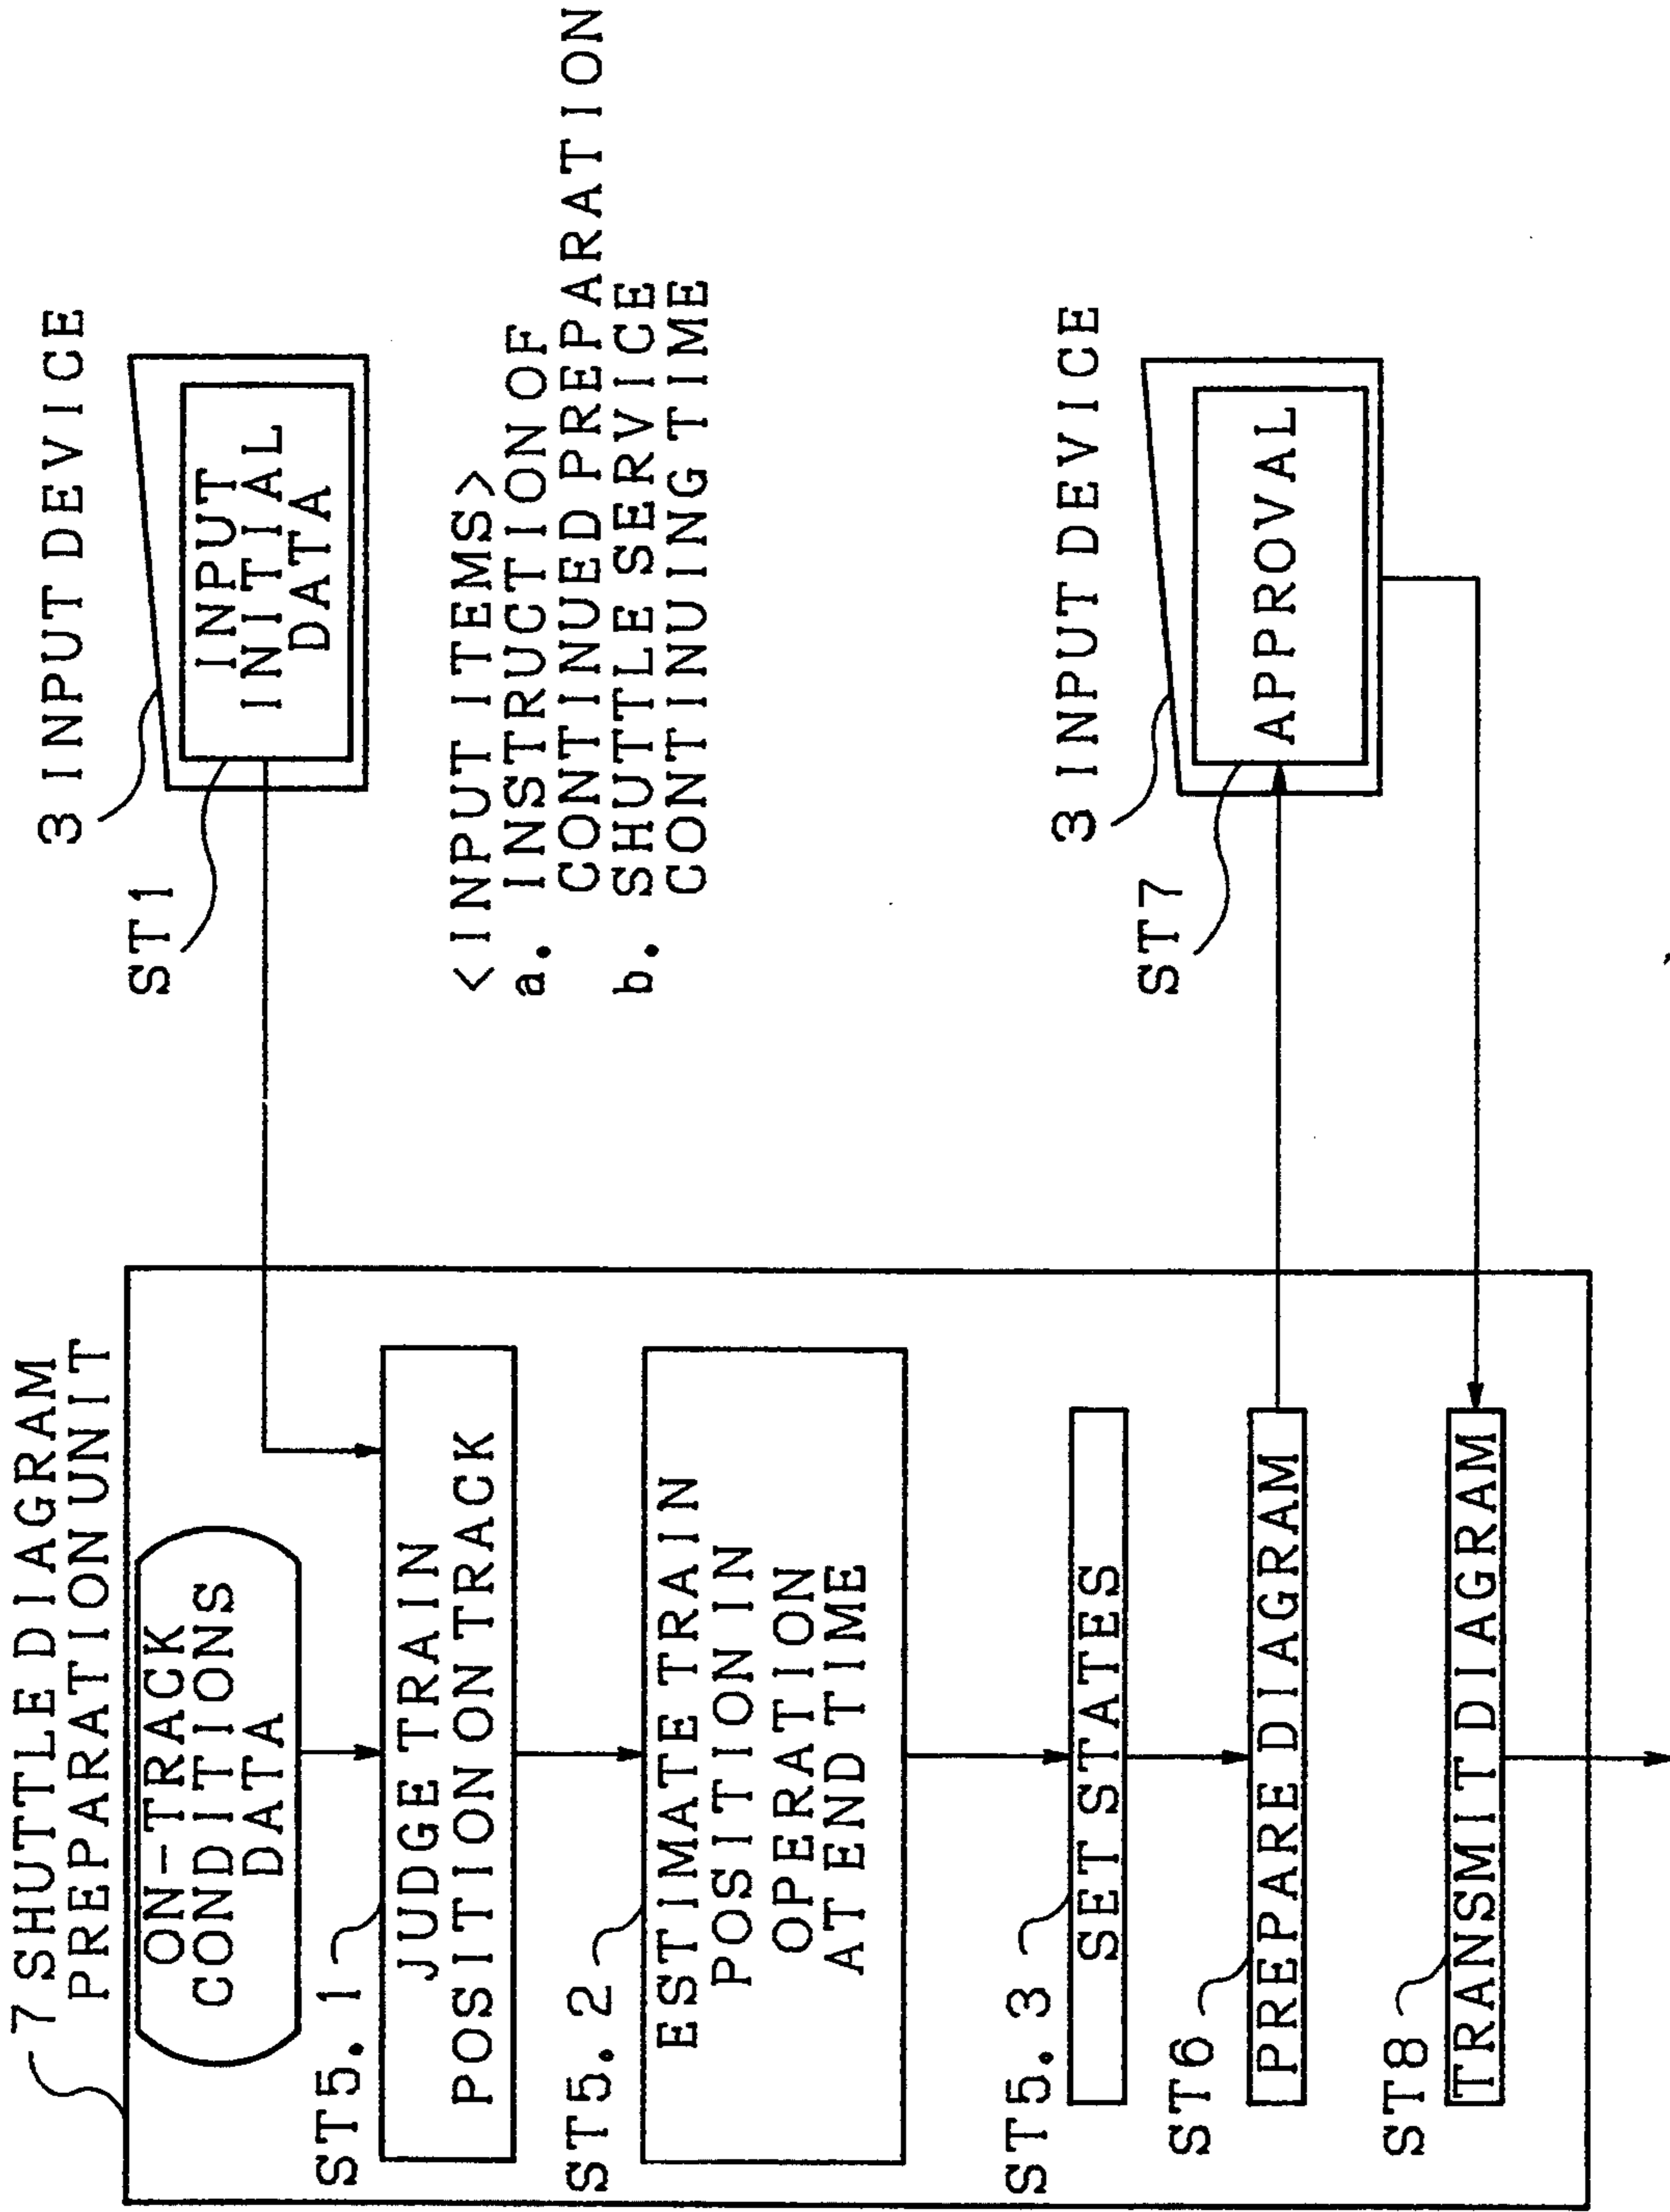 7 SHUTTLE DIAGRAM
PREPARATION UNIT
ON-TRACK
CONDITIONS
DATA
ST5.1
JUDGE TRAIN
POSITION ON TRACK
ST5.2
ESTIMATE TRAIN
POSITION IN
OPERATION
AT END TIME
ST5.3
SET STATES
ST6
PREPARE DIAGRAM
ST8
TRANSMIT DIAGRAM
3 INPUT DEVICE
ST1
INPUT
INITIAL
DATA
<INPUT ITEMS>
a. INSTRUCTION OF
CONTINUED PREPARATION
b. SHUTTLE SERVICE
CONTINUING TIME
3 INPUT DEVICE
ST7
APPROVAL